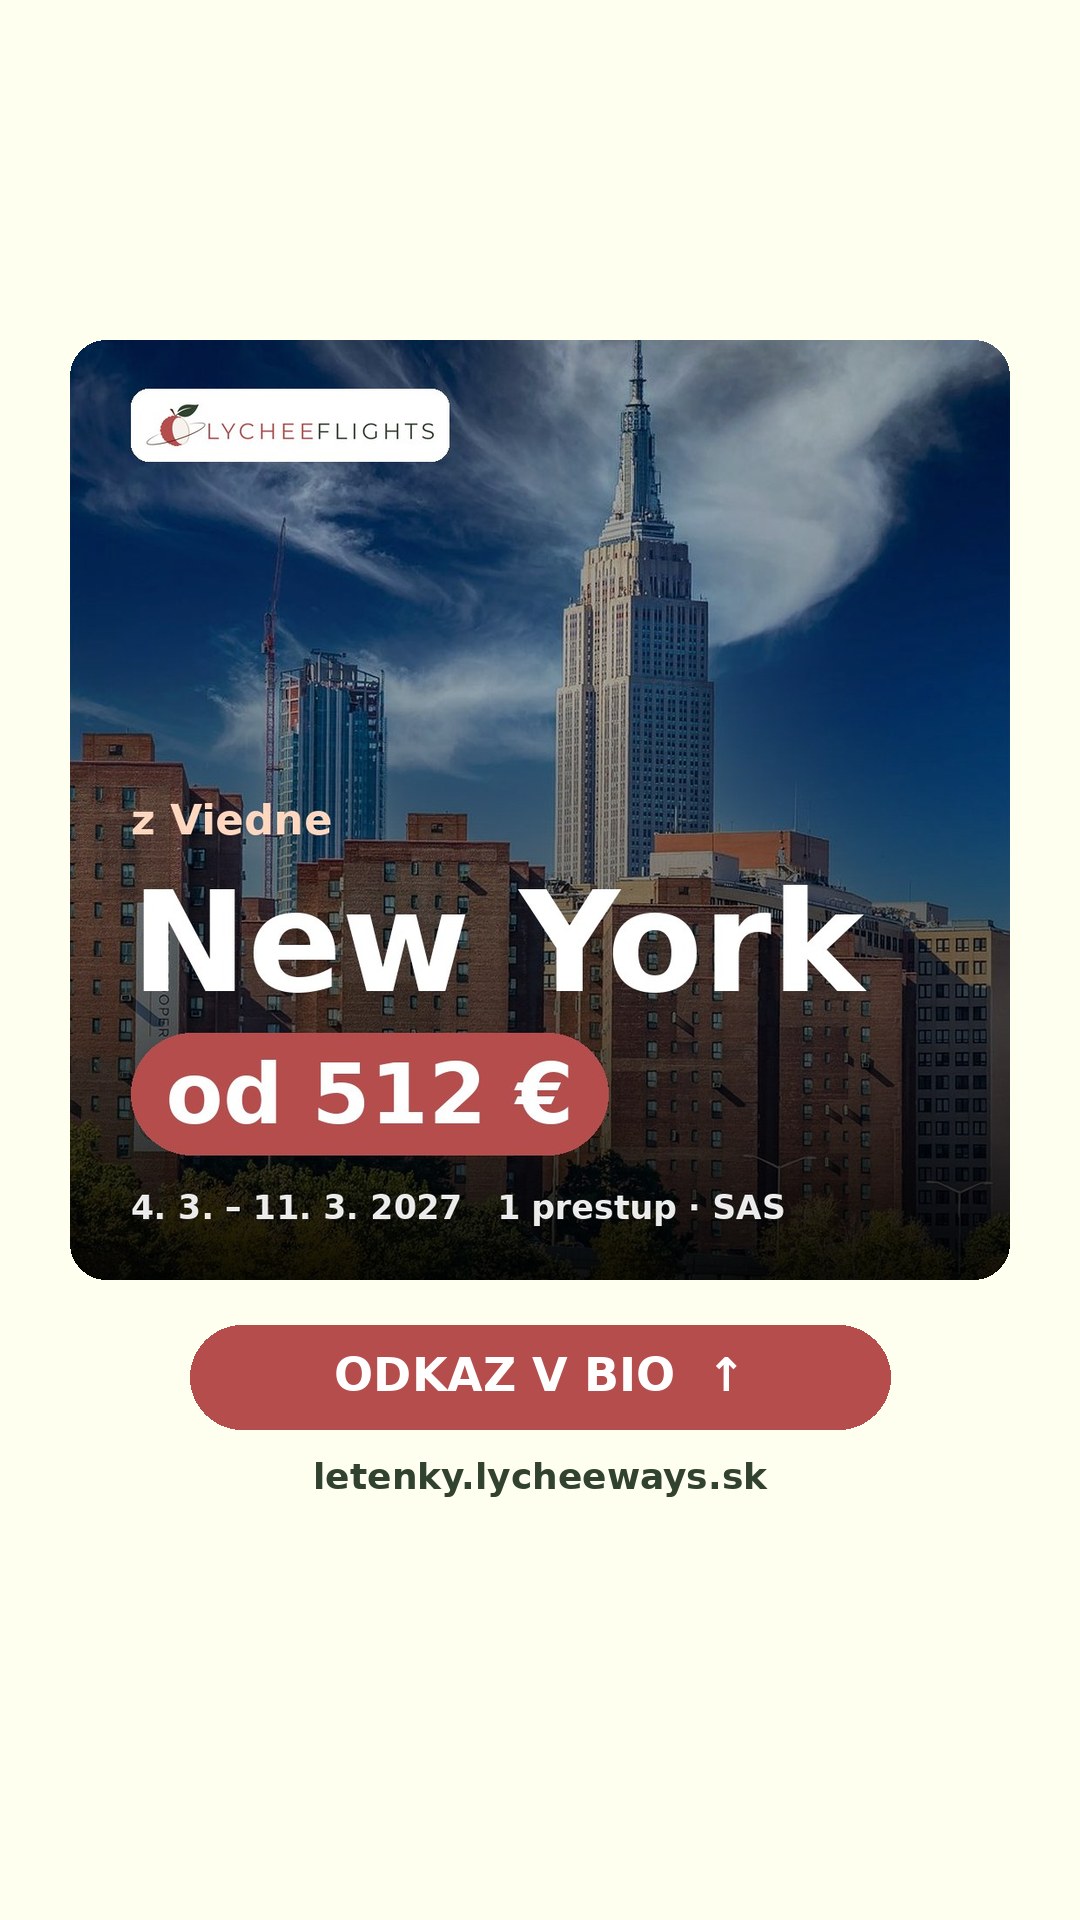 LYCHEEFLIGHTS
z Viedne
New York
od 512 €
4. 3. – 11. 3. 2027 1 prestup · SAS
ODKAZ V BIO ↑
letenky.lycheeways.sk